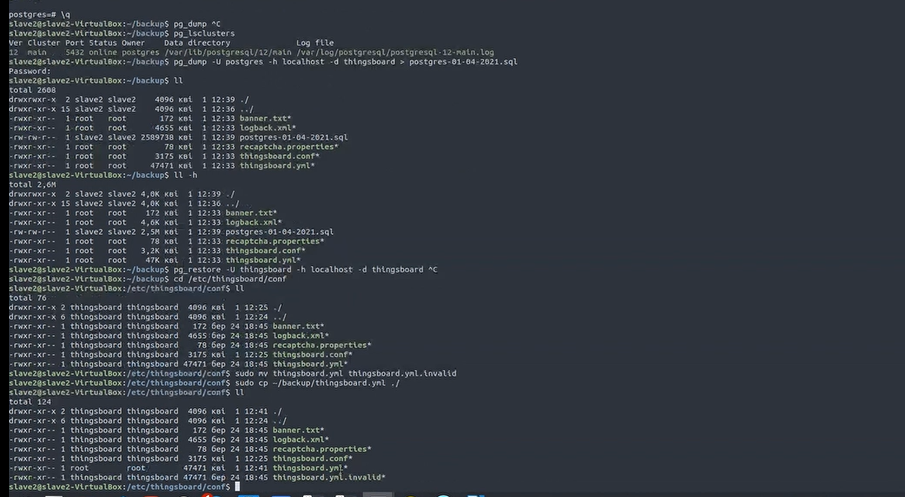 postgres=# \q
slave2@slave2-VirtualBox:~/backup$ pg_dump ^C
slave2@slave2-VirtualBox:~/backup$ pg_lsclusters
Ver Cluster Port Status Owner    Data directory              Log file
12  main    5432 online postgres /var/lib/postgresql/12/main /var/log/postgresql/postgresql-12-main.log
slave2@slave2-VirtualBox:~/backup$ pg_dump -U postgres -h localhost -d thingsboard > postgres-01-04-2021.sql
Password:
slave2@slave2-VirtualBox:~/backup$ ll
total 2608
drwxrwxr-x  2 slave2 slave2    4096 кві  1 12:39 ./
drwxr-xr-x 15 slave2 slave2    4096 кві  1 12:36 ../
-rwxr-xr--  1 root   root       172 кві  1 12:33 banner.txt*
-rwxr-xr--  1 root   root      4655 кві  1 12:33 logback.xml*
-rw-rw-r--  1 slave2 slave2 2589738 кві  1 12:39 postgres-01-04-2021.sql
-rwxr-xr--  1 root   root        78 кві  1 12:33 recaptcha.properties*
-rwxr-xr--  1 root   root      3175 кві  1 12:33 thingsboard.conf*
-rwxr-xr--  1 root   root     47471 кві  1 12:33 thingsboard.yml*
slave2@slave2-VirtualBox:~/backup$ ll -h
total 2,6M
drwxrwxr-x  2 slave2 slave2 4,0K кві  1 12:39 ./
drwxr-xr-x 15 slave2 slave2 4,0K кві  1 12:36 ../
-rwxr-xr--  1 root   root    172 кві  1 12:33 banner.txt*
-rwxr-xr--  1 root   root   4,6K кві  1 12:33 logback.xml*
-rw-rw-r--  1 slave2 slave2 2,5M кві  1 12:39 postgres-01-04-2021.sql
-rwxr-xr--  1 root   root     78 кві  1 12:33 recaptcha.properties*
-rwxr-xr--  1 root   root   3,2K кві  1 12:33 thingsboard.conf*
-rwxr-xr--  1 root   root    47K кві  1 12:33 thingsboard.yml*
slave2@slave2-VirtualBox:~/backup$ pg_restore -U thingsboard -h localhost -d thingsboard ^C
slave2@slave2-VirtualBox:~/backup$ cd /etc/thingsboard/conf
slave2@slave2-VirtualBox:/etc/thingsboard/conf$ ll
total 76
drwxr-xr-x 2 thingsboard thingsboard  4096 кві  1 12:25 ./
drwxr-xr-x 6 thingsboard thingsboard  4096 кві  1 12:24 ../
-rwxr-xr-- 1 thingsboard thingsboard   172 бер 24 18:45 banner.txt*
-rwxr-xr-- 1 thingsboard thingsboard  4655 бер 24 18:45 logback.xml*
-rwxr-xr-- 1 thingsboard thingsboard    78 бер 24 18:45 recaptcha.properties*
-rwxr-xr-- 1 thingsboard thingsboard  3175 кві  1 12:25 thingsboard.conf*
-rwxr-xr-- 1 thingsboard thingsboard 47471 бер 24 18:45 thingsboard.yml*
slave2@slave2-VirtualBox:/etc/thingsboard/conf$ sudo mv thingsboard.yml thingsboard.yml.invalid
slave2@slave2-VirtualBox:/etc/thingsboard/conf$ sudo cp ~/backup/thingsboard.yml ./
slave2@slave2-VirtualBox:/etc/thingsboard/conf$ ll
total 124
drwxr-xr-x 2 thingsboard thingsboard  4096 кві  1 12:41 ./
drwxr-xr-x 6 thingsboard thingsboard  4096 кві  1 12:24 ../
-rwxr-xr-- 1 thingsboard thingsboard   172 бер 24 18:45 banner.txt*
-rwxr-xr-- 1 thingsboard thingsboard  4655 бер 24 18:45 logback.xml*
-rwxr-xr-- 1 thingsboard thingsboard    78 бер 24 18:45 recaptcha.properties*
-rwxr-xr-- 1 thingsboard thingsboard  3175 кві  1 12:25 thingsboard.conf*
-rwxr-xr-- 1 root        root        47471 кві  1 12:41 thingsboard.yml*
-rwxr-xr-- 1 thingsboard thingsboard 47471 бер 24 18:45 thingsboard.yml.invalid*
slave2@slave2-VirtualBox:/etc/thingsboard/conf$